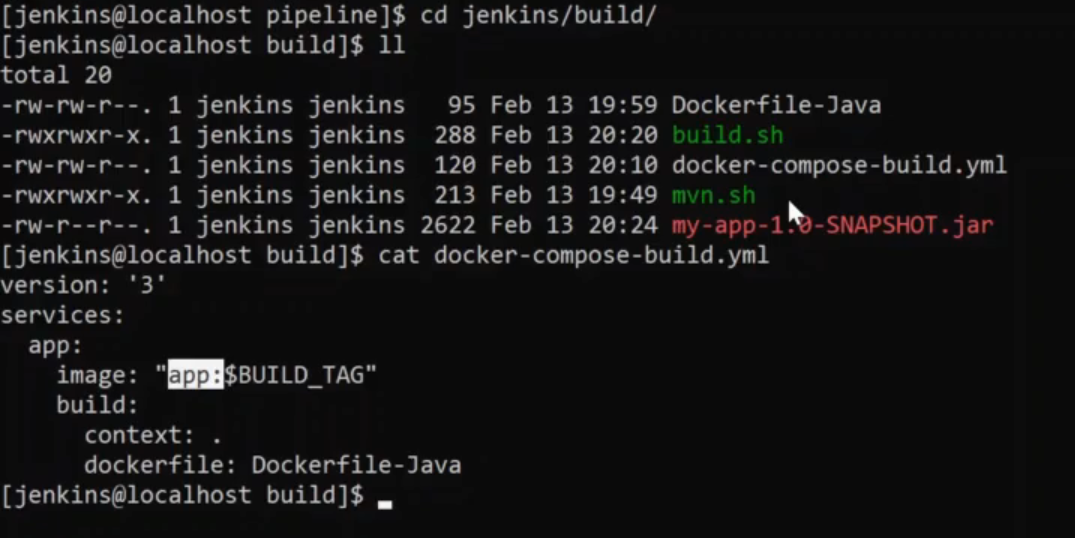 [jenkins@localhost pipeline]$ cd jenkins/build/
[jenkins@localhost build]$ ll
total 20
-rw-rw-r--. 1 jenkins jenkins   95 Feb 13 19:59 Dockerfile-Java
-rwxrwxr-x. 1 jenkins jenkins  288 Feb 13 20:20 build.sh
-rw-rw-r--. 1 jenkins jenkins  120 Feb 13 20:10 docker-compose-build.yml
-rwxrwxr-x. 1 jenkins jenkins  213 Feb 13 19:49 mvn.sh
-rw-r--r--. 1 jenkins jenkins 2622 Feb 13 20:24 my-app-1.0-SNAPSHOT.jar
[jenkins@localhost build]$ cat docker-compose-build.yml
version: '3'
services:
  app:
    image: "app:$BUILD_TAG"
    build:
      context: .
      dockerfile: Dockerfile-Java
[jenkins@localhost build]$